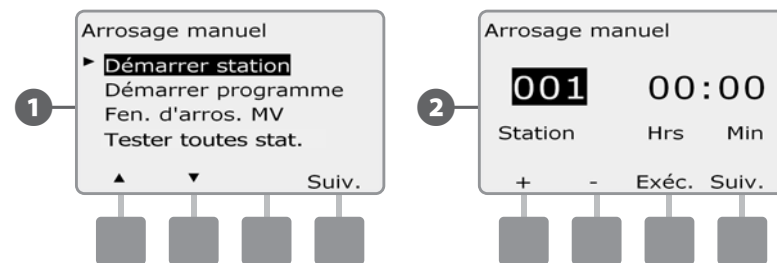 1
Arrosage manuel
► Démarrer station
Démarrer programme
Fen. d'arros. MV
Tester toutes stat.
▲ ▼ Suiv.
2
Arrosage manuel
001 00:00
Station Hrs Min
+ - Exéc. Suiv.